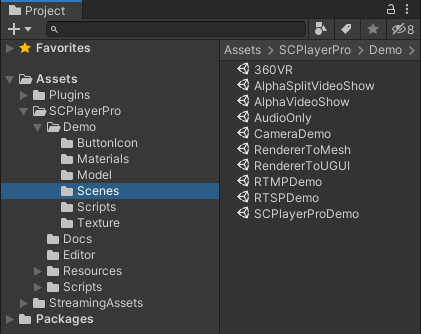 Project
8
Favorites
Assets
Plugins
SCPlayerPro
Demo
ButtonIcon
Materials
Model
Scenes
Scripts
Texture
Docs
Editor
Resources
Scripts
StreamingAssets
Packages
Assets > SCPlayerPro > Demo >
360VR
AlphaSplitVideoShow
AlphaVideoShow
AudioOnly
CameraDemo
RendererToMesh
RendererToUGUI
RTMPDemo
RTSPDemo
SCPlayerProDemo